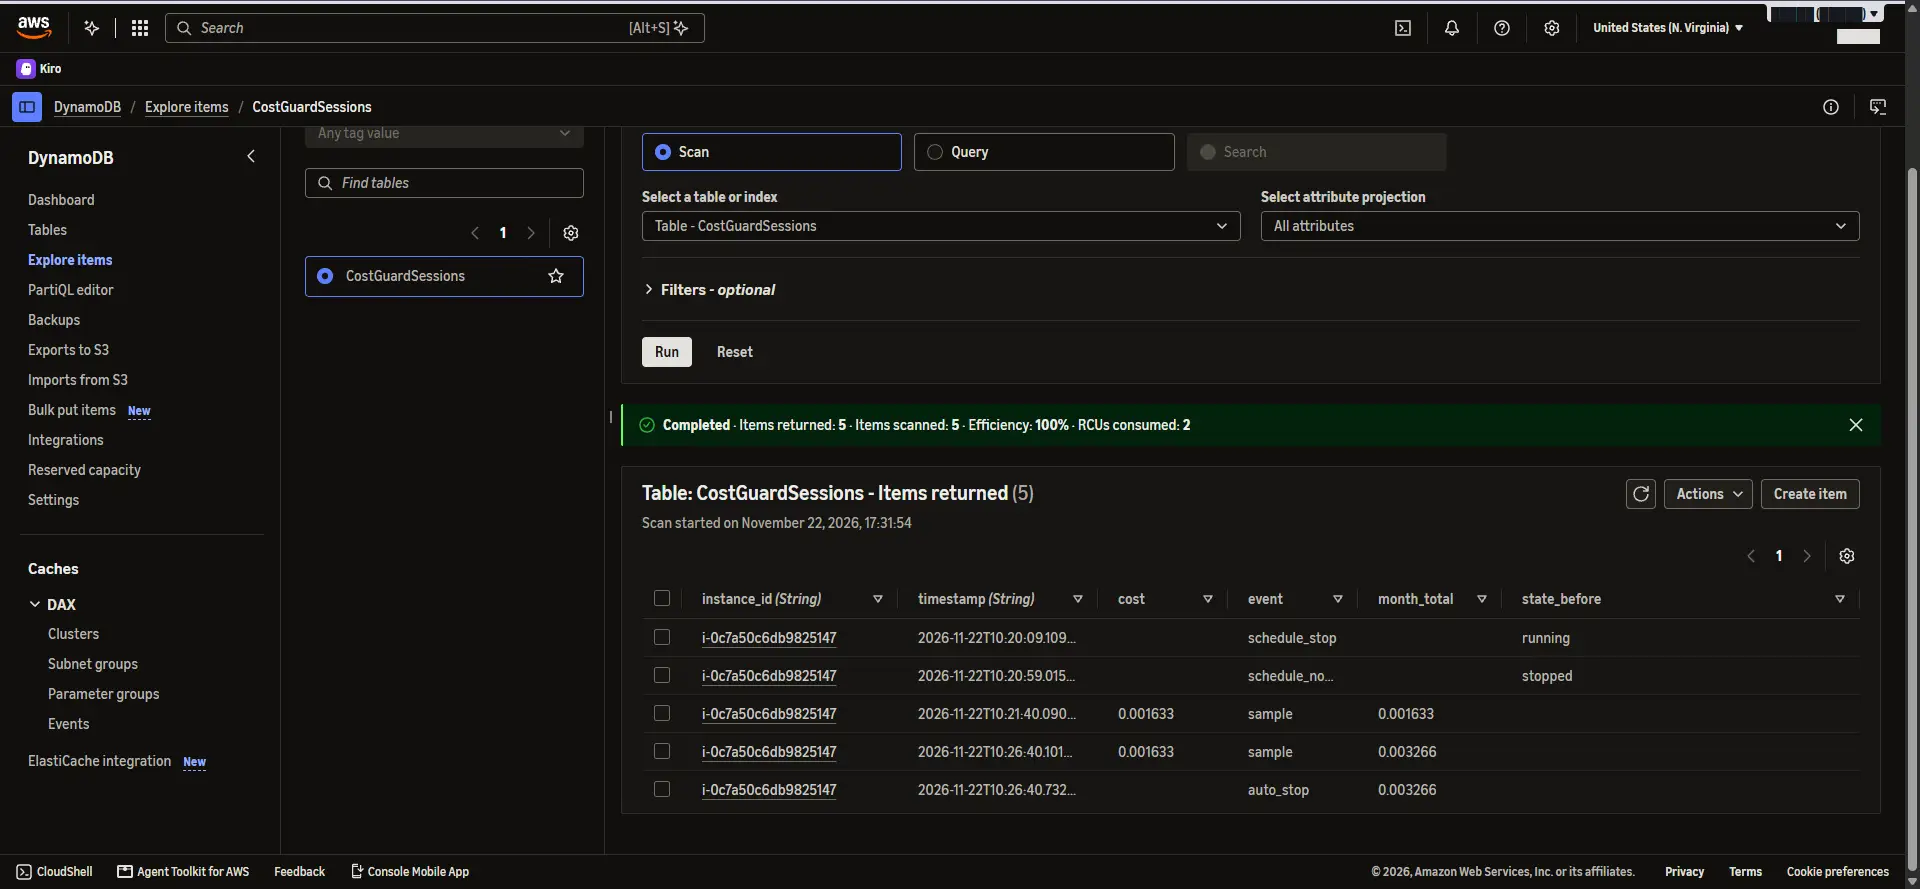 aws
Search [Alt+S]
United States (N. Virginia)
Kiro
DynamoDB / Explore items / CostGuardSessions
DynamoDB
Dashboard
Tables
Explore items
PartiQL editor
Backups
Exports to S3
Imports from S3
Bulk put items New
Integrations
Reserved capacity
Settings
Caches
DAX
Clusters
Subnet groups
Parameter groups
Events
ElastiCache integration New
Any tag value
Find tables
1
CostGuardSessions
Scan
Query
Search
Select a table or index
Table - CostGuardSessions
Select attribute projection
All attributes
Filters - optional
Run Reset
Completed · Items returned: 5 · Items scanned: 5 · Efficiency: 100% · RCUs consumed: 2
Table: CostGuardSessions - Items returned (5)
Scan started on November 22, 2026, 17:31:54
Actions
Create item
1
instance_id (String) timestamp (String) cost event month_total state_before
i-0c7a50c6db9825147 2026-11-22T10:20:09.109... schedule_stop running
i-0c7a50c6db9825147 2026-11-22T10:20:59.015... schedule_no... stopped
i-0c7a50c6db9825147 2026-11-22T10:21:40.090... 0.001633 sample 0.001633
i-0c7a50c6db9825147 2026-11-22T10:26:40.101... 0.001633 sample 0.003266
i-0c7a50c6db9825147 2026-11-22T10:26:40.732... auto_stop 0.003266
CloudShell Agent Toolkit for AWS Feedback Console Mobile App
© 2026, Amazon Web Services, Inc. or its affiliates. Privacy Terms Cookie preferences